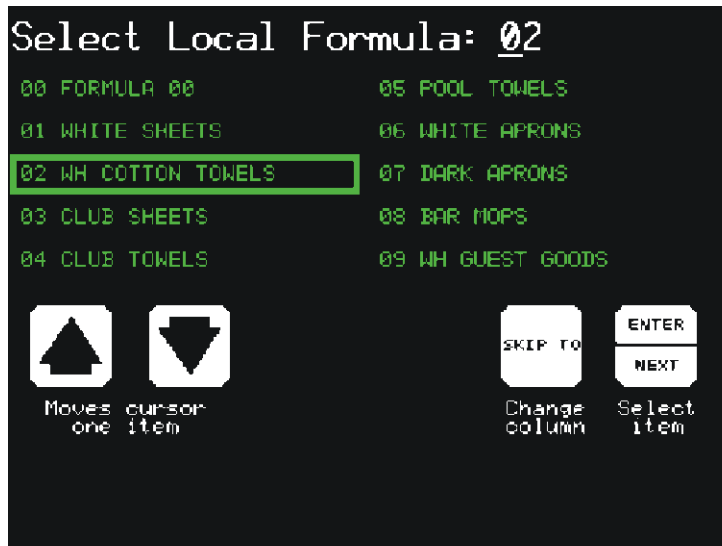 Select Local Formula: 02
00 FORMULA 00
01 WHITE SHEETS
02 WH COTTON TOWELS
03 CLUB SHEETS
04 CLUB TOWELS
05 POOL TOWELS
06 WHITE APRONS
07 DARK APRONS
08 BAR MOPS
09 WH GUEST GOODS
Moves cursor
one item
SKIP TO
Change
column
ENTER
NEXT
Select
item